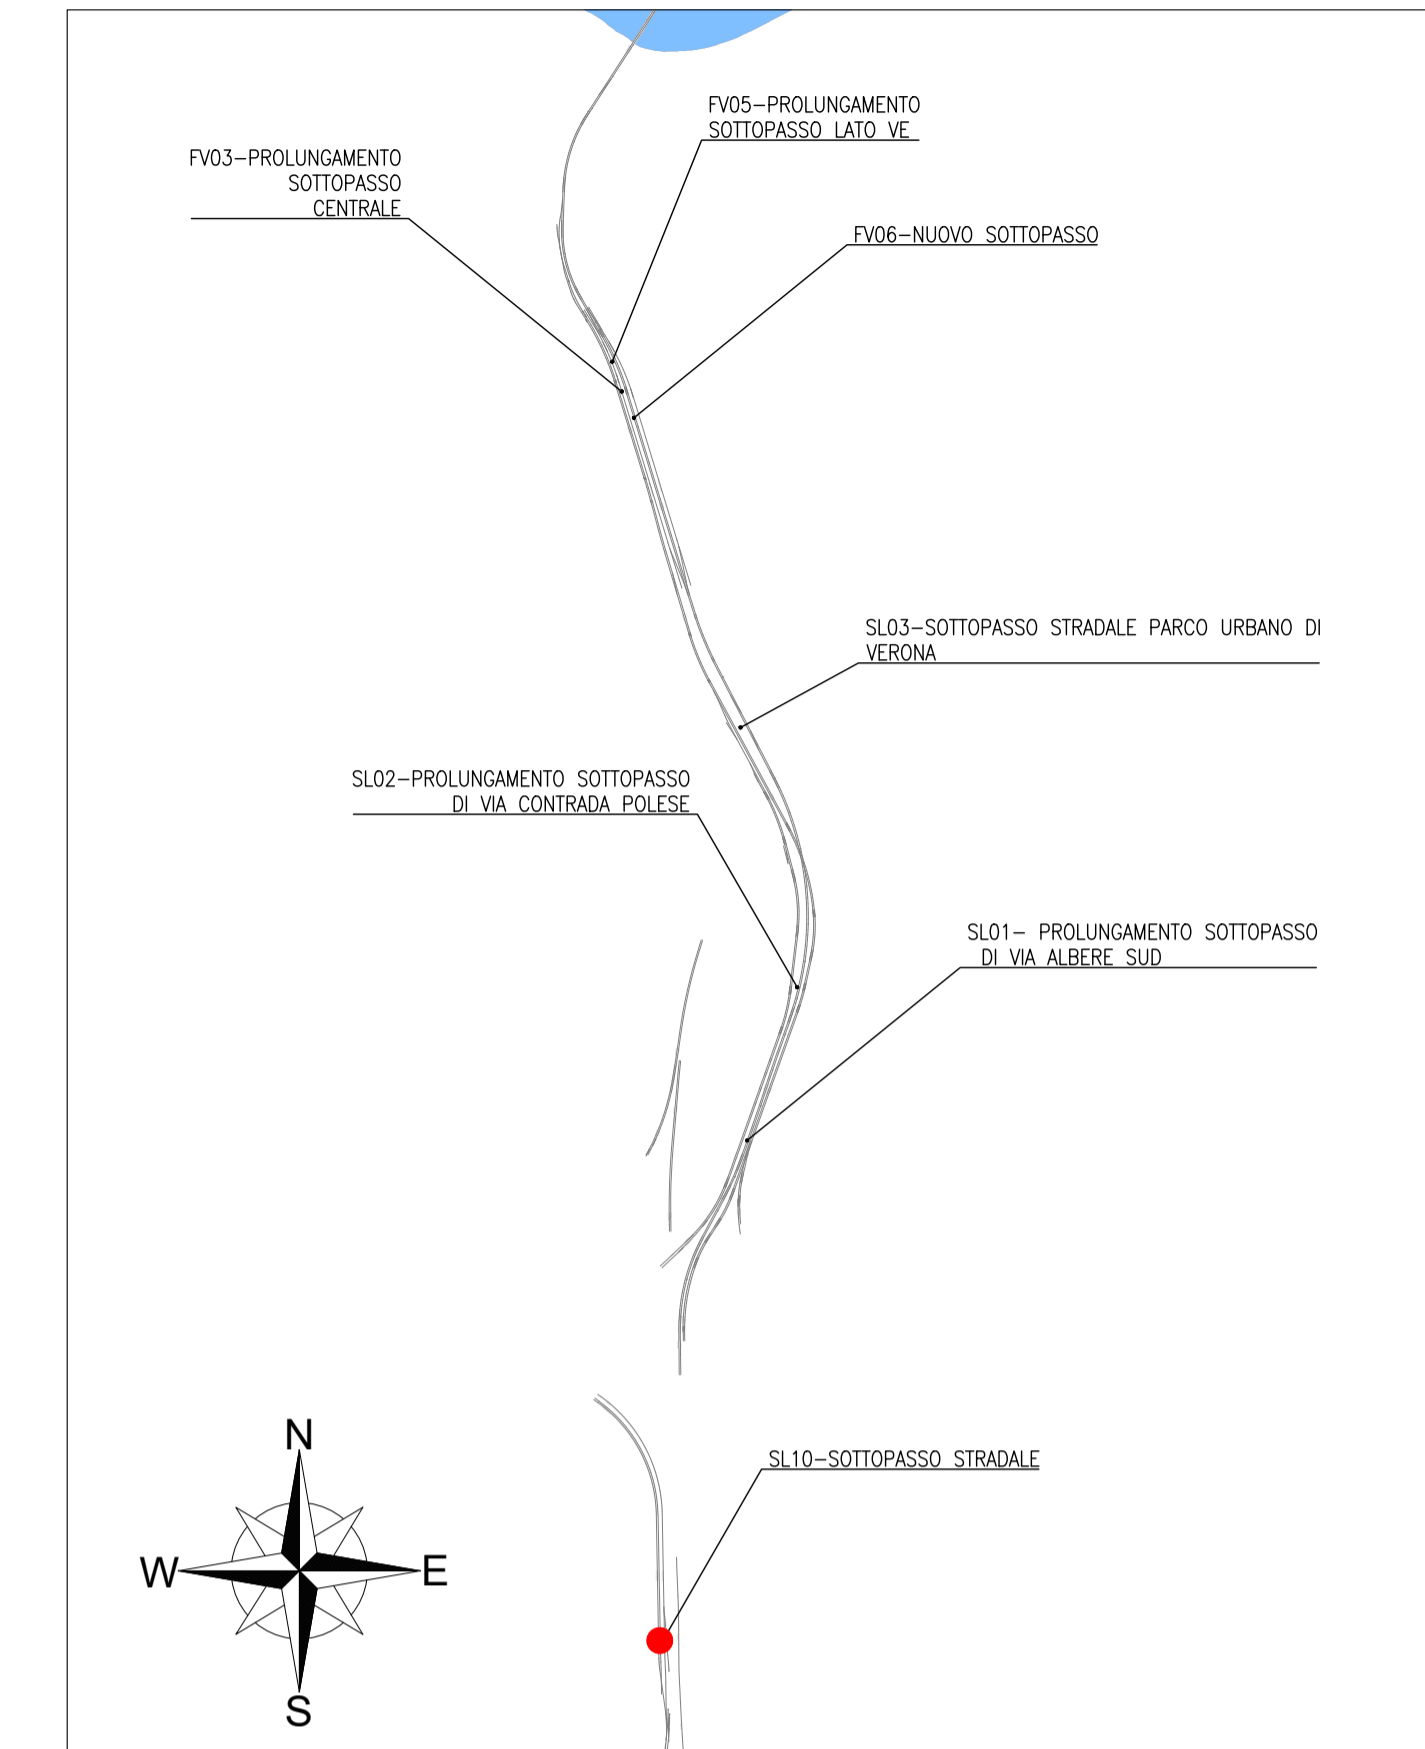 FV05-PROLUNGAMENTO
SOTTOPASSO LATO VE
FV03-PROLUNGAMENTO
SOTTOPASSO
CENTRALE
FV06-NUOVO SOTTOPASSO
SL03-SOTTOPASSO STRADALE PARCO URBANO DI
VERONA
SL02-PROLUNGAMENTO SOTTOPASSO
DI VIA CONTRADA POLESE
SL01- PROLUNGAMENTO SOTTOPASSO
DI VIA ALBERE SUD
SL10-SOTTOPASSO STRADALE
N
W
E
S